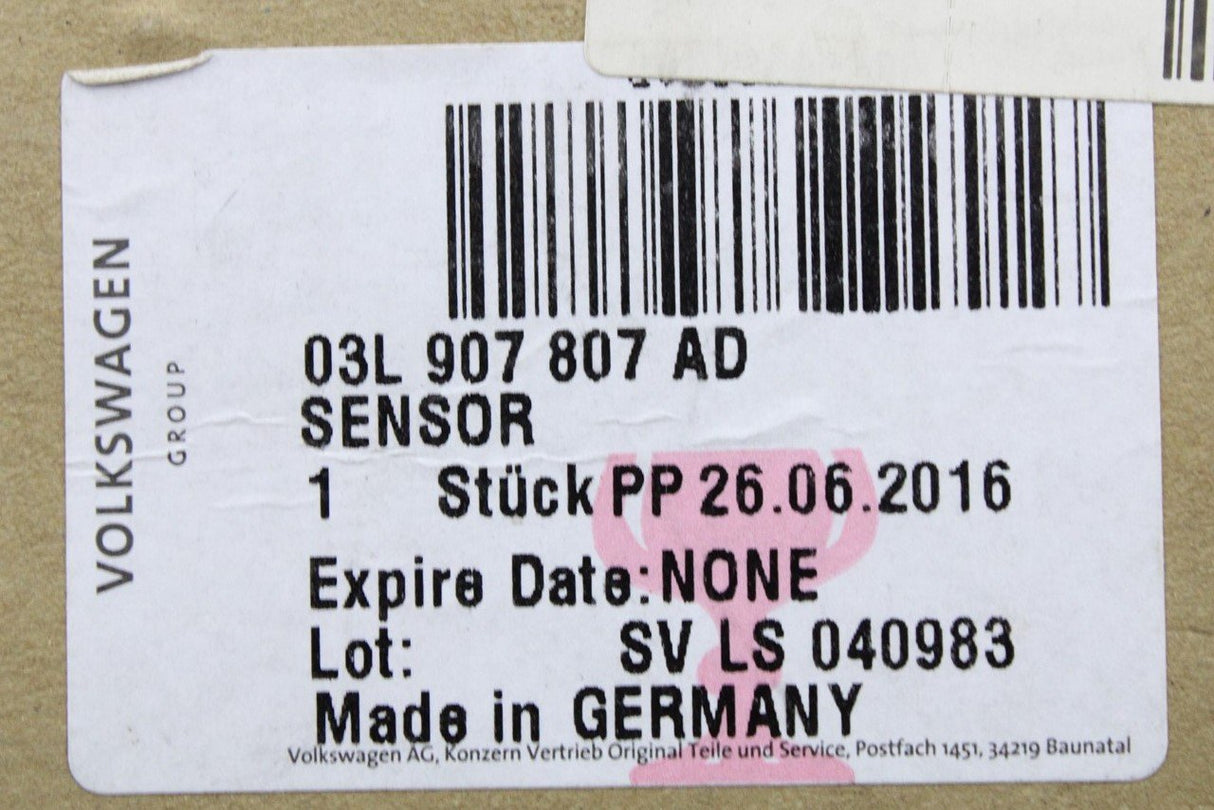 VOLKSWAGEN
GROUP
03L 907 807 AD
SENSOR
1 Stück PP 26.06.2016
Expire Date: NONE
Lot: SV LS 040983
Made in GERMANY
Volkswagen AG, Konzern Vertrieb Original Teile und Service, Postfach 1451, 34219 Baunatal